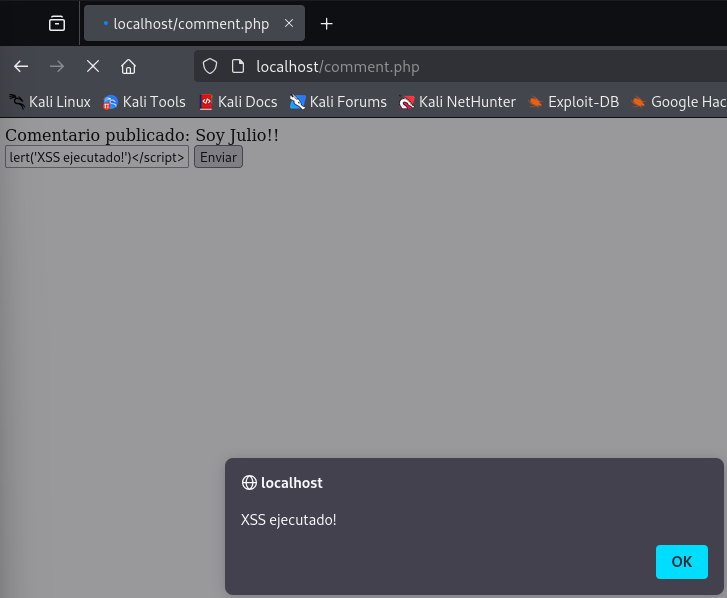 localhost/comment.php
localhost/comment.php
Kali Linux Kali Tools Kali Docs Kali Forums Kali NetHunter Exploit-DB Google Hac
Comentario publicado: Soy Julio!!
lert('XSS ejecutado!')</script> Enviar
localhost
XSS ejecutado!
OK